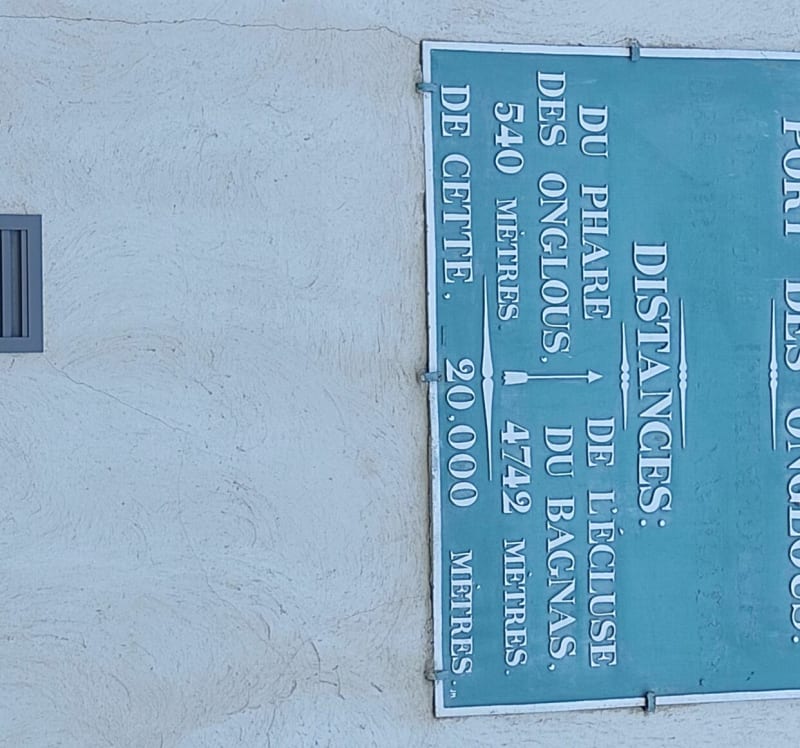 PORT DES ONGLOUS.
DISTANCES:
DU PHARE
DES ONGLOUS,
540 MÈTRES.
DE L'ÉCLUSE
DU BAGNAS,
4742 MÈTRES.
DE CETTE, _ 20.000 MÈTRES.